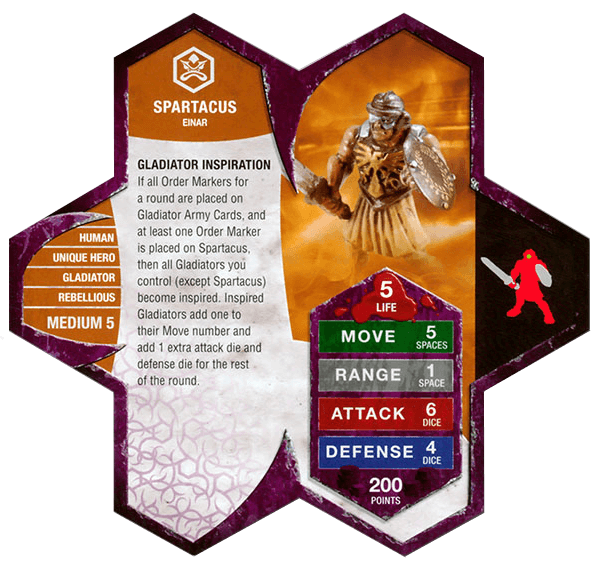 SPARTACUS
EINAR
GLADIATOR INSPIRATION
If all Order Markers for
a round are placed on
Gladiator Army Cards, and
at least one Order Marker
is placed on Spartacus,
then all Gladiators you
control (except Spartacus)
become inspired. Inspired
Gladiators add one to
their Move number and
add 1 extra attack die and
defense die for the rest
of the round.
HUMAN
UNIQUE HERO
GLADIATOR
REBELLIOUS
MEDIUM 5
5
LIFE
MOVE 5
SPACES
RANGE 1
SPACE
ATTACK 6
DICE
DEFENSE 4
DICE
200
POINTS